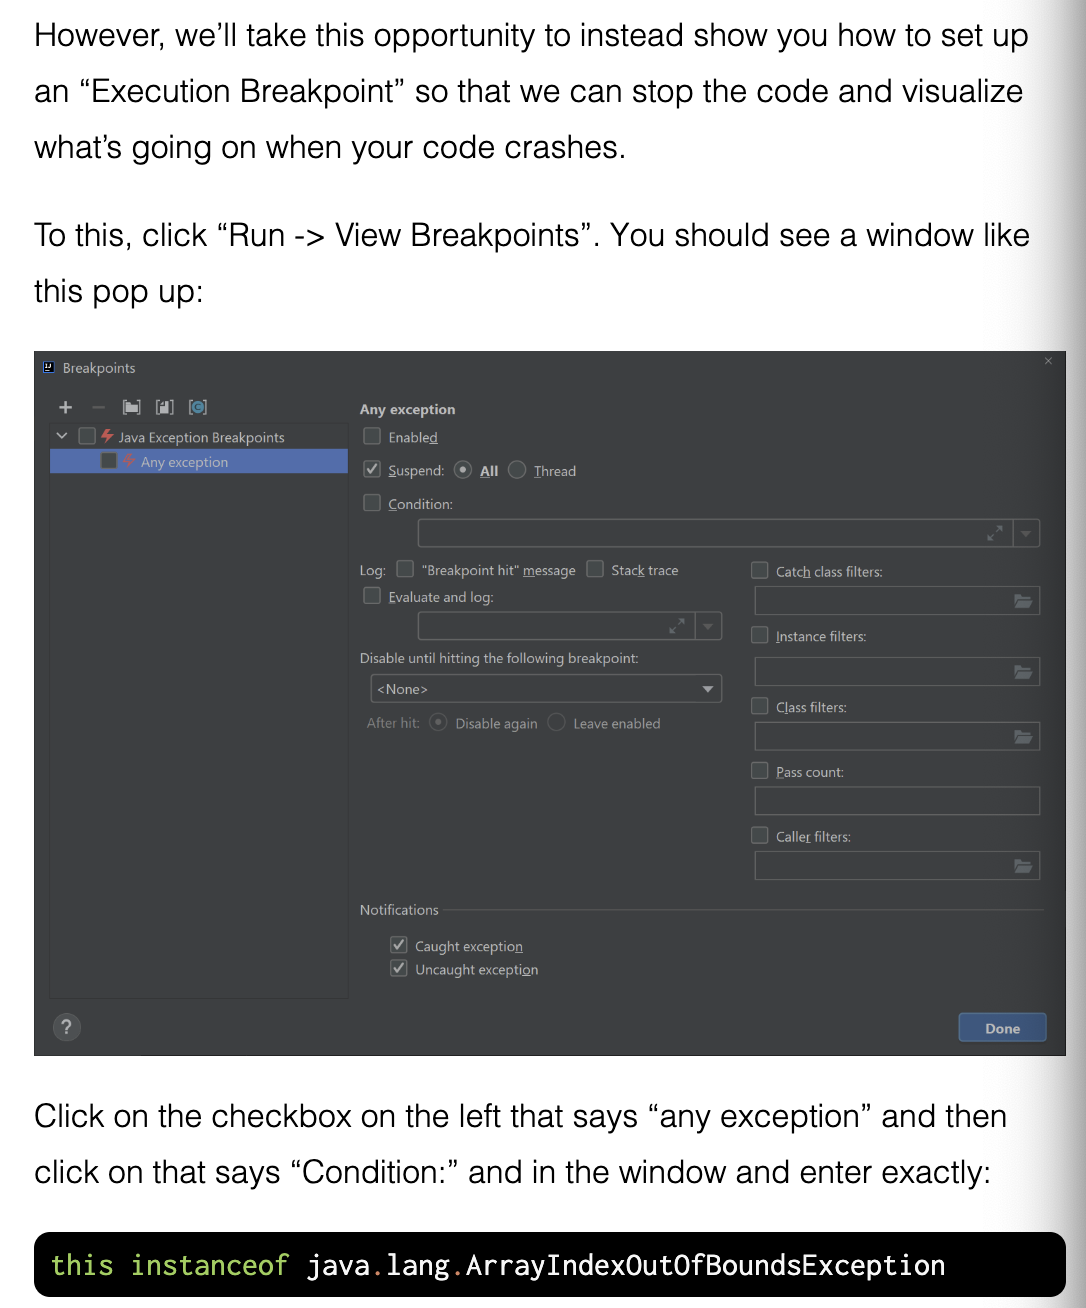 However, we’ll take this opportunity to instead show you how to set up
an “Execution Breakpoint” so that we can stop the code and visualize
what’s going on when your code crashes.
To this, click “Run -> View Breakpoints”. You should see a window like
this pop up:
Breakpoints
Java Exception Breakpoints
Any exception
Any exception
Enabled
Suspend: All Thread
Condition:
Log: "Breakpoint hit" message Stack trace
Evaluate and log:
Disable until hitting the following breakpoint:
<None>
After hit: Disable again Leave enabled
Catch class filters:
Instance filters:
Class filters:
Pass count:
Caller filters:
Notifications
Caught exception
Uncaught exception
?
Done
Click on the checkbox on the left that says “any exception” and then
click on that says “Condition:” and in the window and enter exactly:
this instanceof java.lang.ArrayIndexOutOfBoundsException